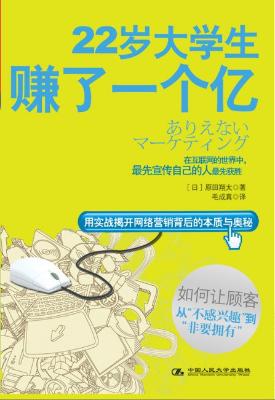 22岁大学生
赚了一个亿
ありえない
マーケティング
在互联网的世界中,
最先宣传自己的人最先获胜
[日] 原田翔太 著
毛成真 译
用实战揭开网络营销背后的本质与奥秘
如何让顾客
从“不感兴趣”到
“非要拥有”
中国人民大学出版社